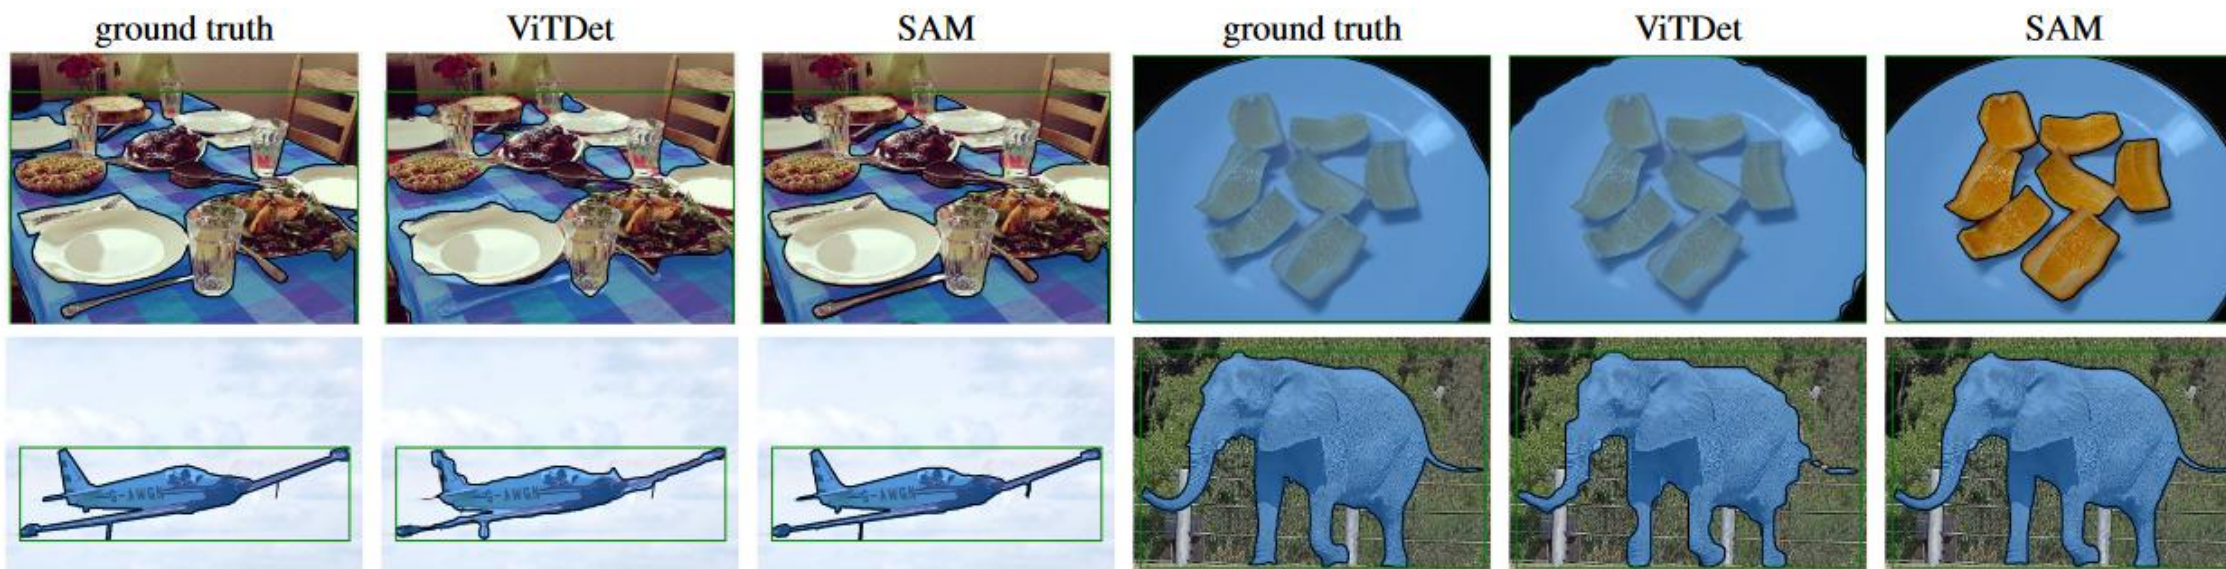 ground truth ViTDet SAM ground truth ViTDet SAM
G-AWGN G-AWGN G-AWGN